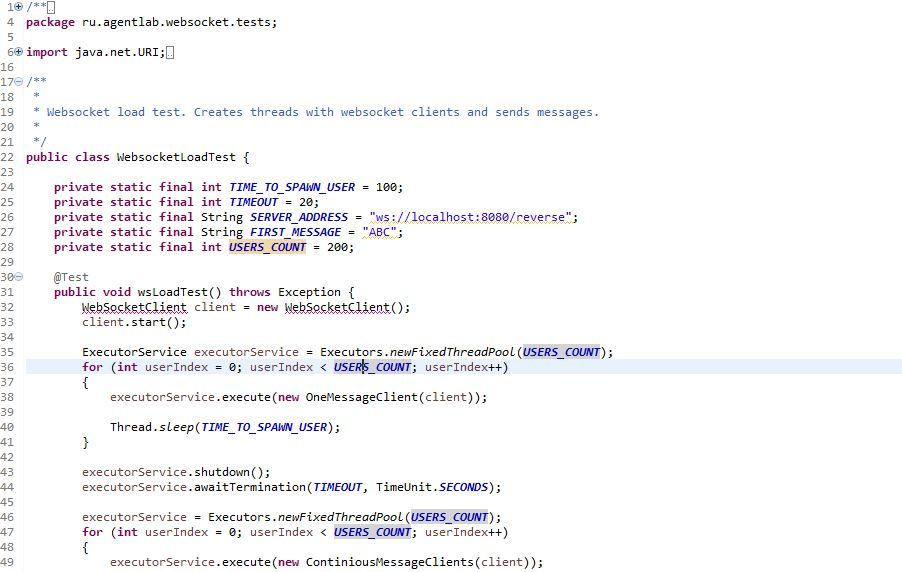 1 /**
4 package ru.agentlab.websocket.tests;
5
6 import java.net.URI;
16
17 /**
18  *
19  * Websocket load test. Creates threads with websocket clients and sends messages.
20  *
21  */
22 public class WebsocketLoadTest {
23
24     private static final int TIME_TO_SPAWN_USER = 100;
25     private static final int TIMEOUT = 20;
26     private static final String SERVER_ADDRESS = "ws://localhost:8080/reverse";
27     private static final String FIRST_MESSAGE = "ABC";
28     private static final int USERS_COUNT = 200;
29
30     @Test
31     public void wsLoadTest() throws Exception {
32         WebSocketClient client = new WebSocketClient();
33         client.start();
34
35         ExecutorService executorService = Executors.newFixedThreadPool(USERS_COUNT);
36         for (int userIndex = 0; userIndex < USERS_COUNT; userIndex++)
37         {
38             executorService.execute(new OneMessageClient(client));
39
40             Thread.sleep(TIME_TO_SPAWN_USER);
41         }
42
43         executorService.shutdown();
44         executorService.awaitTermination(TIMEOUT, TimeUnit.SECONDS);
45
46         executorService = Executors.newFixedThreadPool(USERS_COUNT);
47         for (int userIndex = 0; userIndex < USERS_COUNT; userIndex++)
48         {
49             executorService.execute(new ContiniousMessageClients(client));